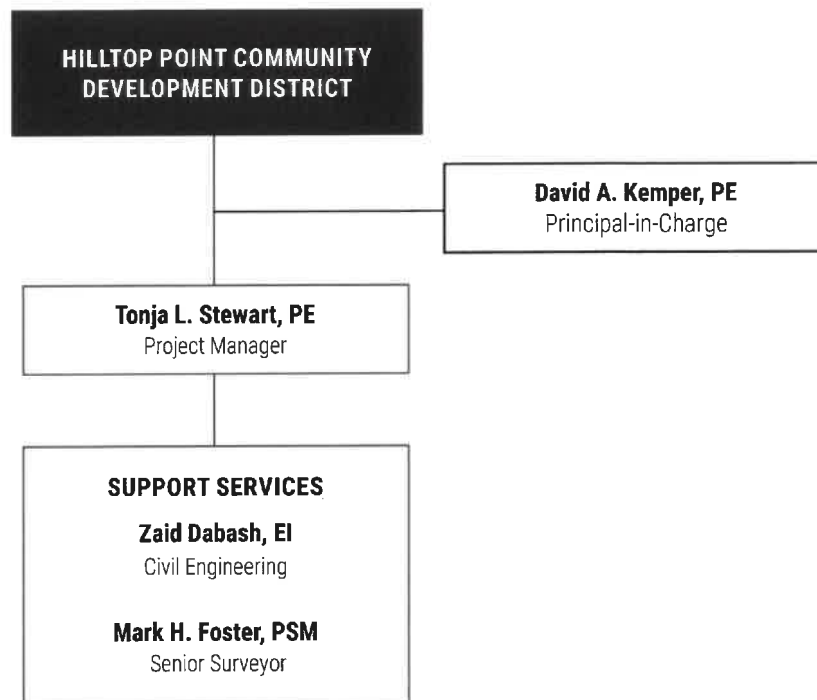 HILLTOP POINT COMMUNITY
DEVELOPMENT DISTRICT
David A. Kemper, PE
Principal-in-Charge
Tonja L. Stewart, PE
Project Manager
SUPPORT SERVICES
Zaid Dabash, EI
Civil Engineering
Mark H. Foster, PSM
Senior Surveyor